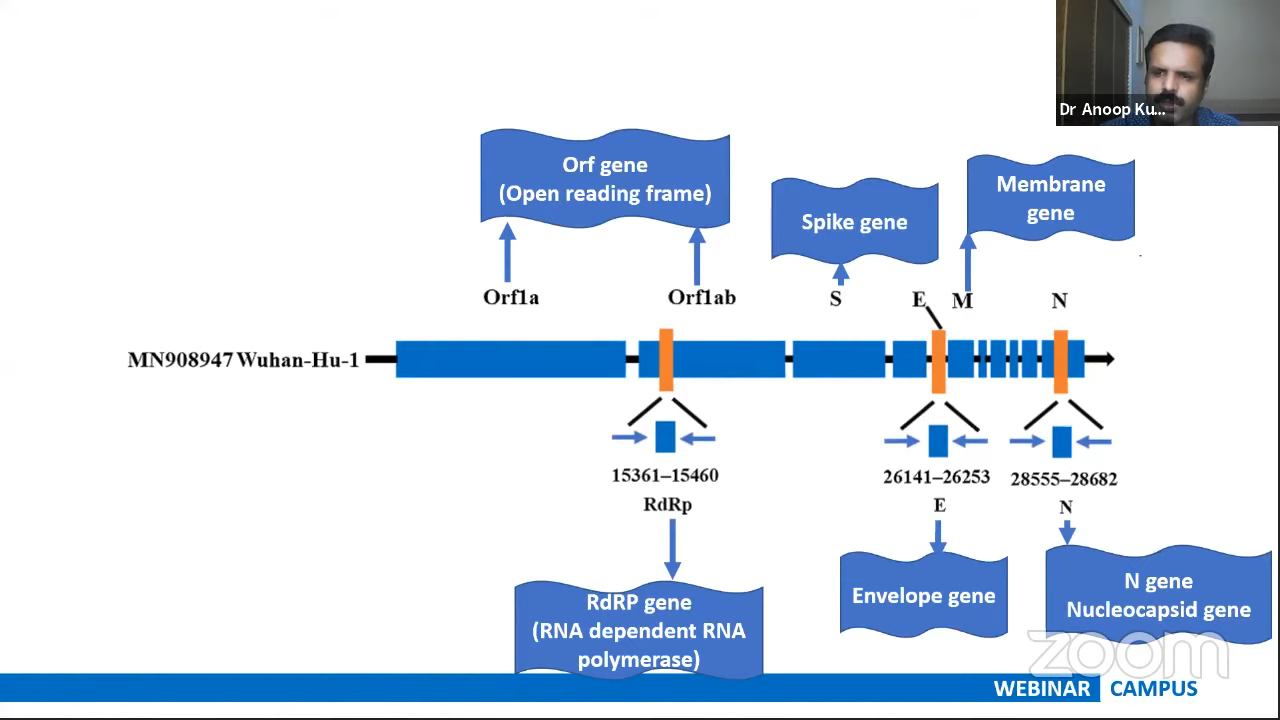 Dr Anoop Ku...
Orf gene
(Open reading frame)
Spike gene
Membrane
gene
Orf1a
Orf1ab
S
E
M
N
MN908947 Wuhan-Hu-1
15361–15460
26141–26253
28555–28682
RdRp
E
N
RdRP gene
(RNA dependent RNA
polymerase)
Envelope gene
N gene
Nucleocapsid gene
zoom
WEBINAR CAMPUS